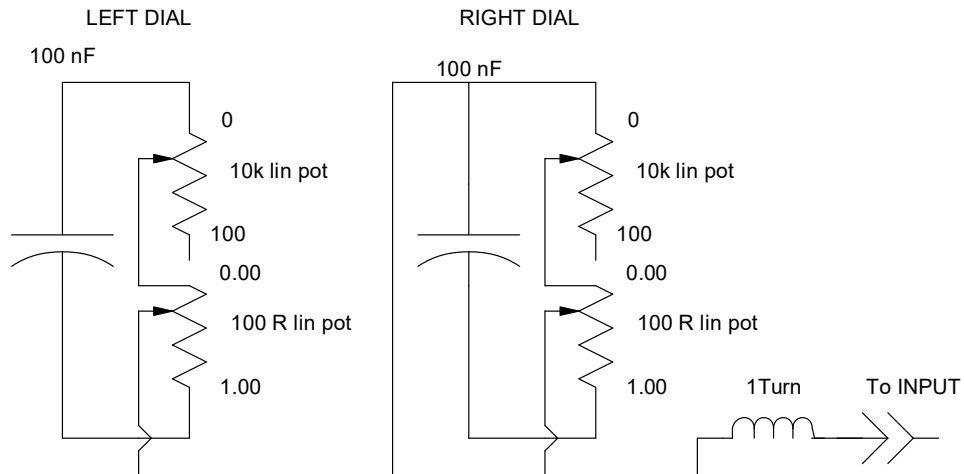 LEFT DIAL
RIGHT DIAL
100 nF
100 nF
0
0
10k lin pot
10k lin pot
100
100
0.00
0.00
100 R lin pot
100 R lin pot
1.00
1.00
1Turn
To INPUT